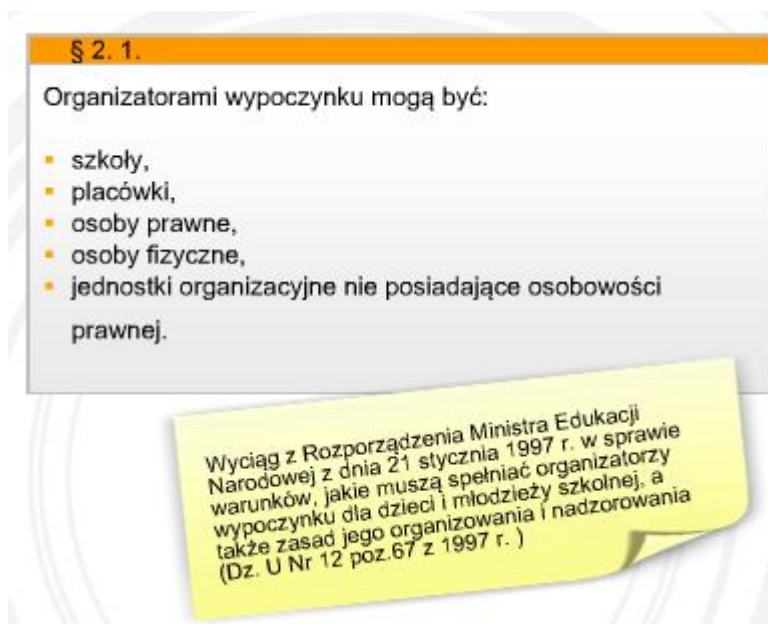 § 2. 1.
Organizatorami wypoczynku mogą być:
szkoły,
placówki,
osoby prawne,
osoby fizyczne,
jednostki organizacyjne nie posiadające osobowości
prawnej.
Wyciąg z Rozporządzenia Ministra Edukacji
Narodowej z dnia 21 stycznia 1997 r. w sprawie
warunków, jakie muszą spełniać organizatorzy
wypoczynku dla dzieci i młodzieży szkolnej, a
także zasad jego organizowania i nadzorowania
(Dz. U Nr 12 poz.67 z 1997 r. )